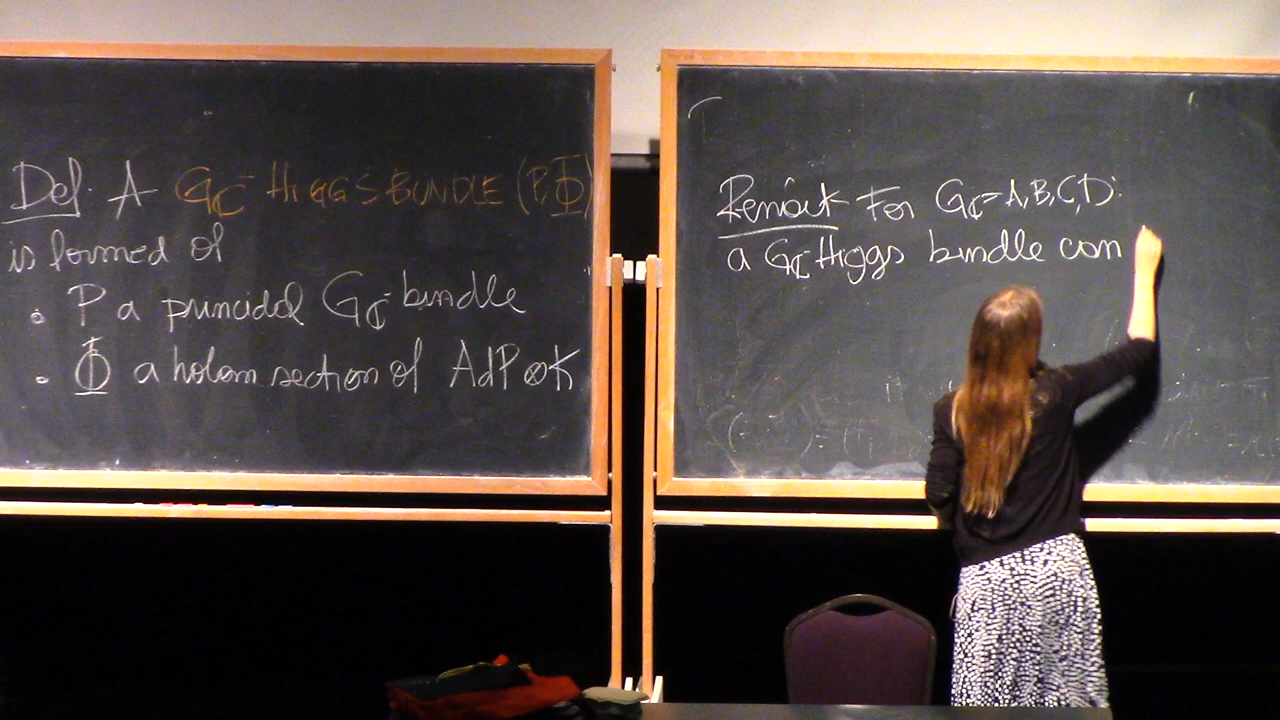 Def. A G_ℂ-HIGGS BUNDLE (P,Φ)
is formed of
∘ P a principal G_ℂ-bundle
∘ Φ a holom section of AdP⊗K
Remark For G_ℂ=A,B,C,D:
a G_ℂ-Higgs bundle can